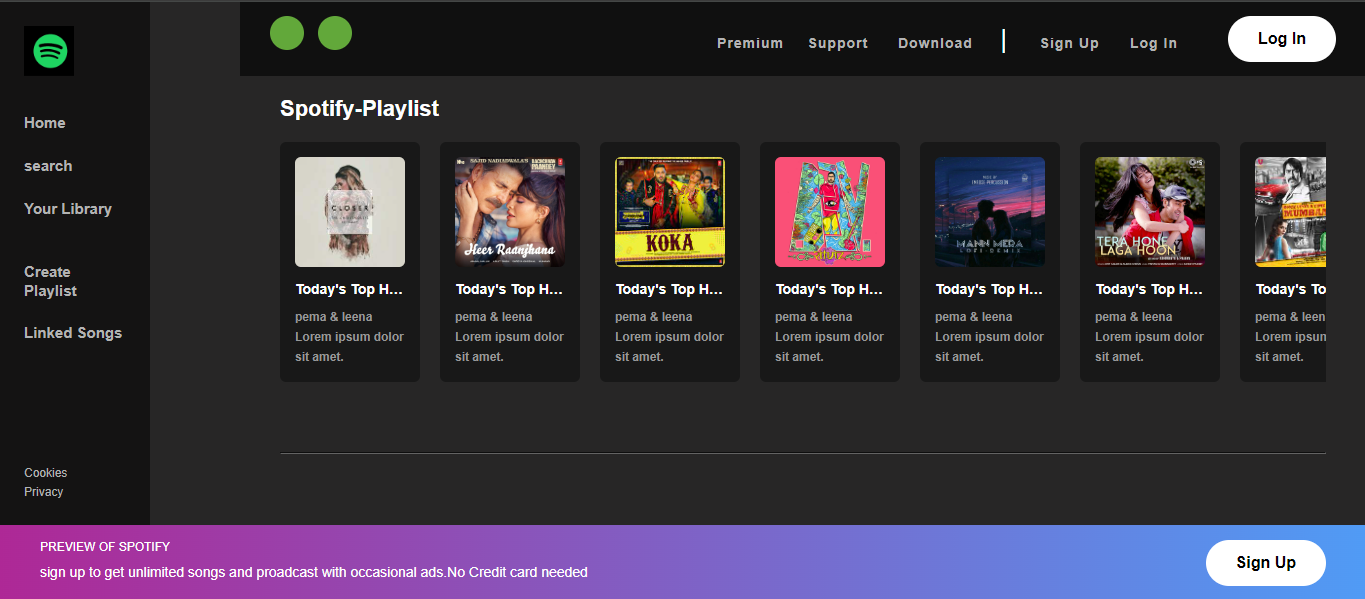 Premium Support Download Sign Up Log In Log In
Home
search
Your Library
Create
Playlist
Linked Songs
Cookies
Privacy
Spotify-Playlist
CLOSER
Today's Top H...
pema & leena
Lorem ipsum dolor
sit amet.
SAJID NADIADWALA'S BACHCHHAN PAANDEY
Heer Raanjhana
Today's Top H...
pema & leena
Lorem ipsum dolor
sit amet.
KOKA
Today's Top H...
pema & leena
Lorem ipsum dolor
sit amet.
Today's Top H...
pema & leena
Lorem ipsum dolor
sit amet.
MANN MERA
Today's Top H...
pema & leena
Lorem ipsum dolor
sit amet.
TERA HONE
LAGA HOON
Today's Top H...
pema & leena
Lorem ipsum dolor
sit amet.
MUMBA
Today's To
pema & leen
Lorem ipsum
sit amet.
PREVIEW OF SPOTIFY
sign up to get unlimited songs and proadcast with occasional ads.No Credit card needed
Sign Up